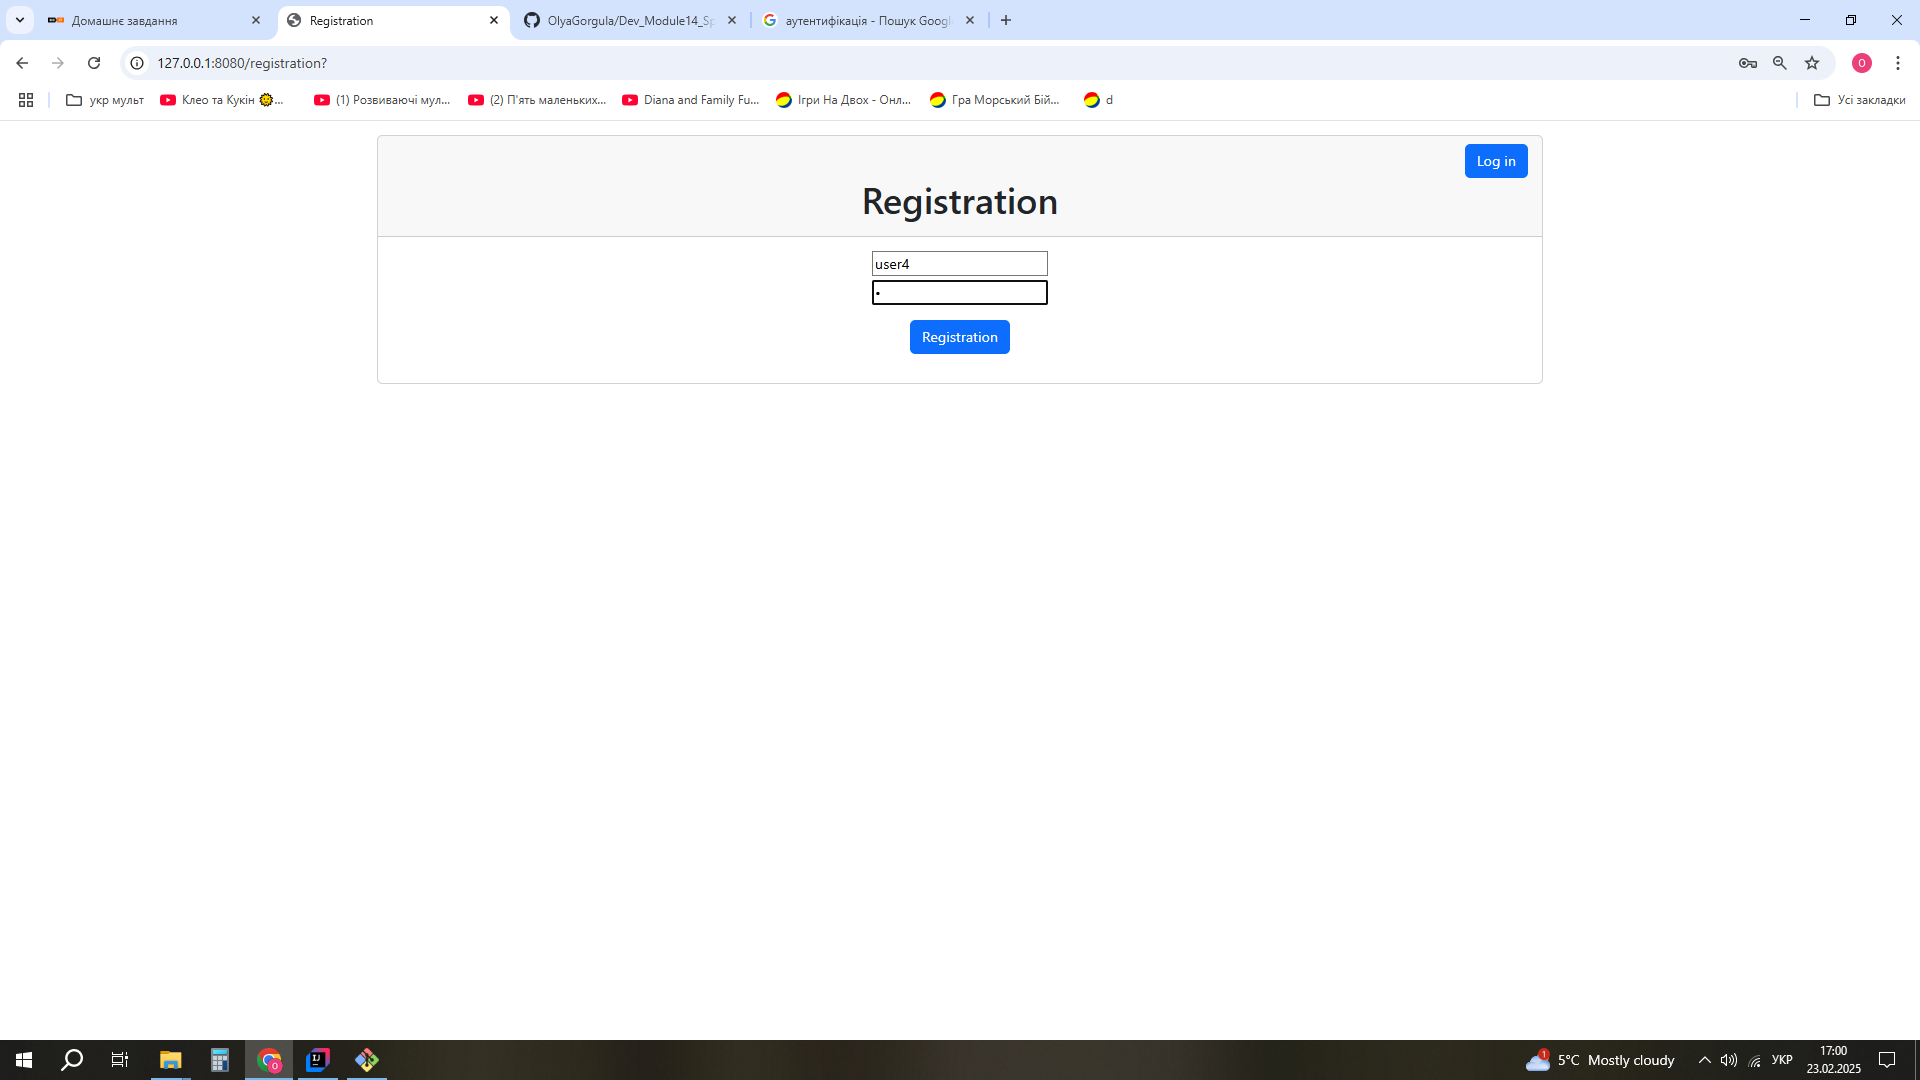 Домашнє завдання
Registration
OlyaGorgula/Dev_Module14_Sp
аутентифікація - Пошук Googl
127.0.0.1:8080/registration?
O
укр мульт
Клео та Кукін 🌞...
(1) Розвиваючі мул...
(2) П'ять маленьких...
Diana and Family Fu...
Ігри На Двох - Онл...
Гра Морський Бій...
d
Усі закладки
Log in
Registration
user4
•
Registration
1
5°C Mostly cloudy
УКР
17:00
23.02.2025